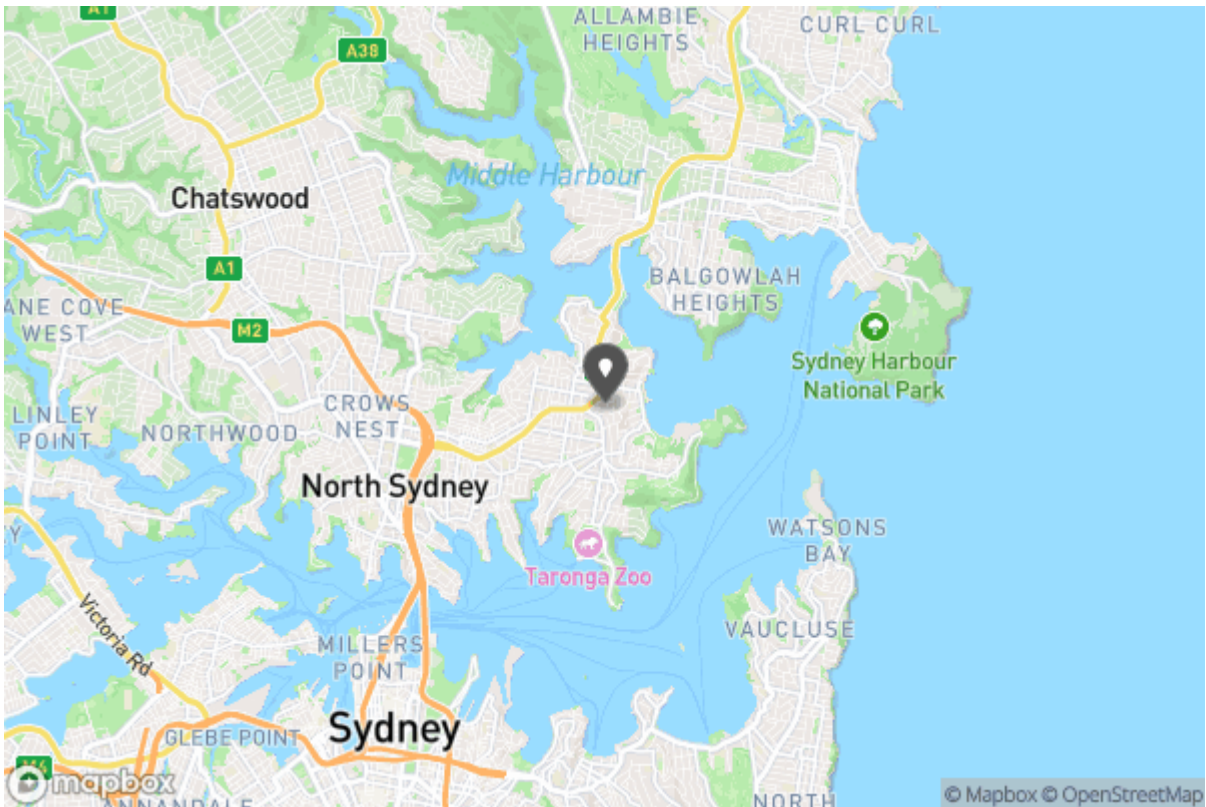 A1
A38
ALLAMBIE
HEIGHTS
CURL CURL
Middle Harbour
Chatswood
A1
BALGOWLAH
HEIGHTS
ANE COVE
WEST
M2
Sydney Harbour
National Park
CROWS
NEST
LINLEY
POINT
NORTHWOOD
North Sydney
WATSONS
BAY
Taronga Zoo
Victoria Rd
VAUCLUSE
MILLERS
POINT
Sydney
GLEBE POINT
mapbox
© Mapbox © OpenStreetMap
ANNANDALE
NORTH